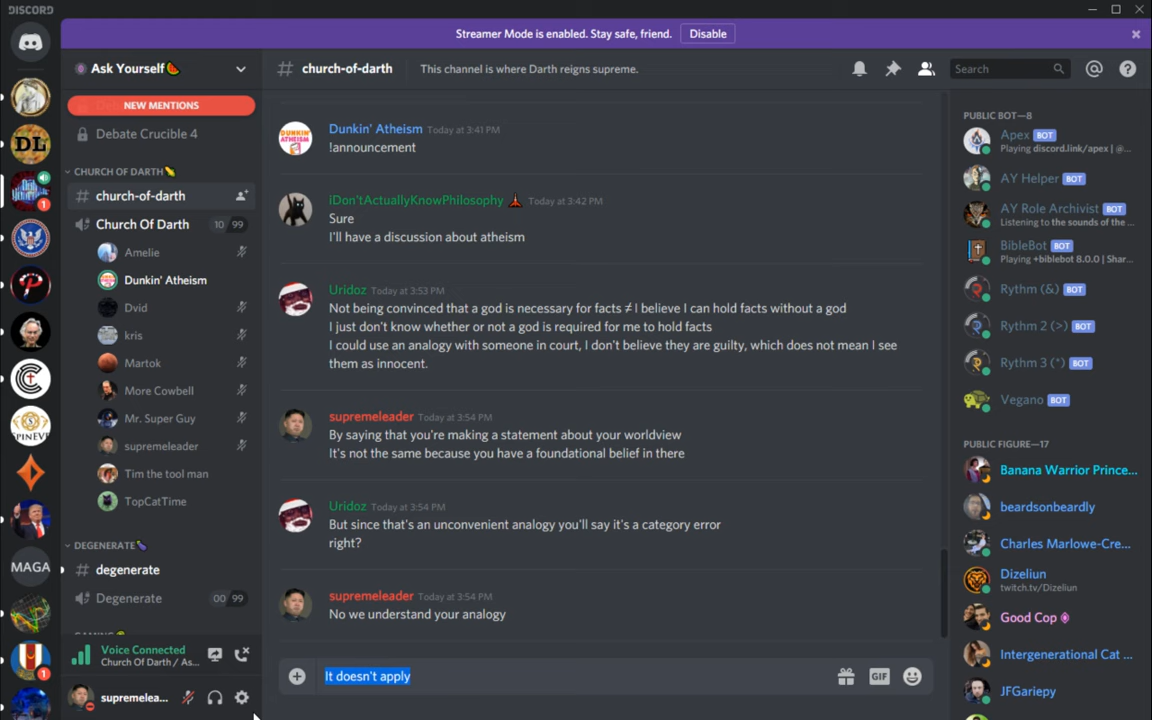 DISCORD
Streamer Mode is enabled. Stay safe, friend.
Disable
Ask Yourself🍉
NEW MENTIONS
Debate Crucible 4
CHURCH OF DARTH🌽
church-of-darth
Church Of Darth
10 99
Amelie
Dunkin' Atheism
Dvid
kris
Martok
More Cowbell
Mr. Super Guy
supremeleader
Tim the tool man
TopCatTime
DEGENERATE🍆
# degenerate
Degenerate
00 99
Voice Connected
Church Of Darth / As...
supremelea...
# church-of-darth
This channel is where Darth reigns supreme.
Search
Dunkin' Atheism Today at 3:41 PM
!announcement
iDon'tActuallyKnowPhilosophy Today at 3:42 PM
Sure
I'll have a discussion about atheism
Uridoz Today at 3:53 PM
Not being convinced that a god is necessary for facts ≠ I believe I can hold facts without a god
I just don't know whether or not a god is required for me to hold facts
I could use an analogy with someone in court, I don't believe they are guilty, which does not mean I see
them as innocent.
supremeleader Today at 3:54 PM
By saying that you're making a statement about your worldview
It's not the same because you have a foundational belief in there
Uridoz Today at 3:54 PM
But since that's an unconvenient analogy you'll say it's a category error
right?
supremeleader Today at 3:54 PM
No we understand your analogy
It doesn't apply
GIF
PUBLIC BOT—8
Apex BOT
Playing discord.link/apex | @...
AY Helper BOT
AY Role Archivist BOT
Listening to the sounds of the ...
BibleBot BOT
Playing +biblebot 8.0.0 | Shar...
Rythm (&) BOT
Rythm 2 (>) BOT
Rythm 3 (*) BOT
Vegano BOT
PUBLIC FIGURE—17
Banana Warrior Prince...
beardsonbeardly
Charles Marlowe-Cre...
Dizeliun
twitch.tv/Dizeliun
Good Cop
Intergenerational Cat ...
JFGariepy
DL
MAGA
1
1